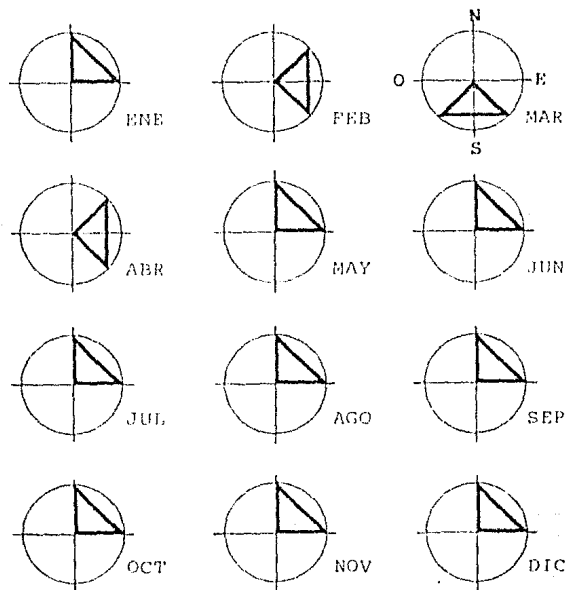 N
O E
ENE FEB MAR
S
ABR MAY JUN
JUL AGO SEP
OCT NOV DIC